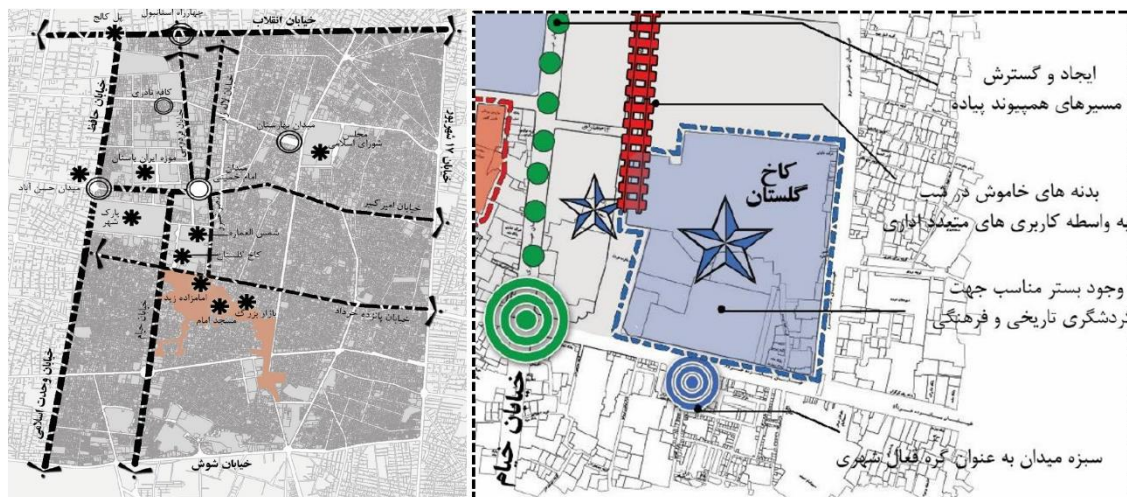 چهارراه استانبول
پل کالج
خیابان انقلاب
خیابان حافظ
کافه نادری
میدان بهارستان
مجلس
شورای اسلامی
موزه ایران باستان
میدان
امام خمینی
میدان حسن آباد
پارک
شهر
خیابان امیرکبیر
شمس العماره
کاخ گلستان
امامزاده زید
بازار بزرگ
مسجد امام
خیابان پانزده خرداد
خیابان خیام
خیابان وحدت اسلامی
خیابان شوش
ایجاد و گسترش
مسیرهای همپیوند پیاده
کاخ
گلستان
بدنه های خاموش در شب
به واسطه کاربری های متعدد اداری
وجود بستر مناسب جهت
گردشگری تاریخی و فرهنگی
خیابان خیام
سبزه میدان به عنوان گره فعال شهری